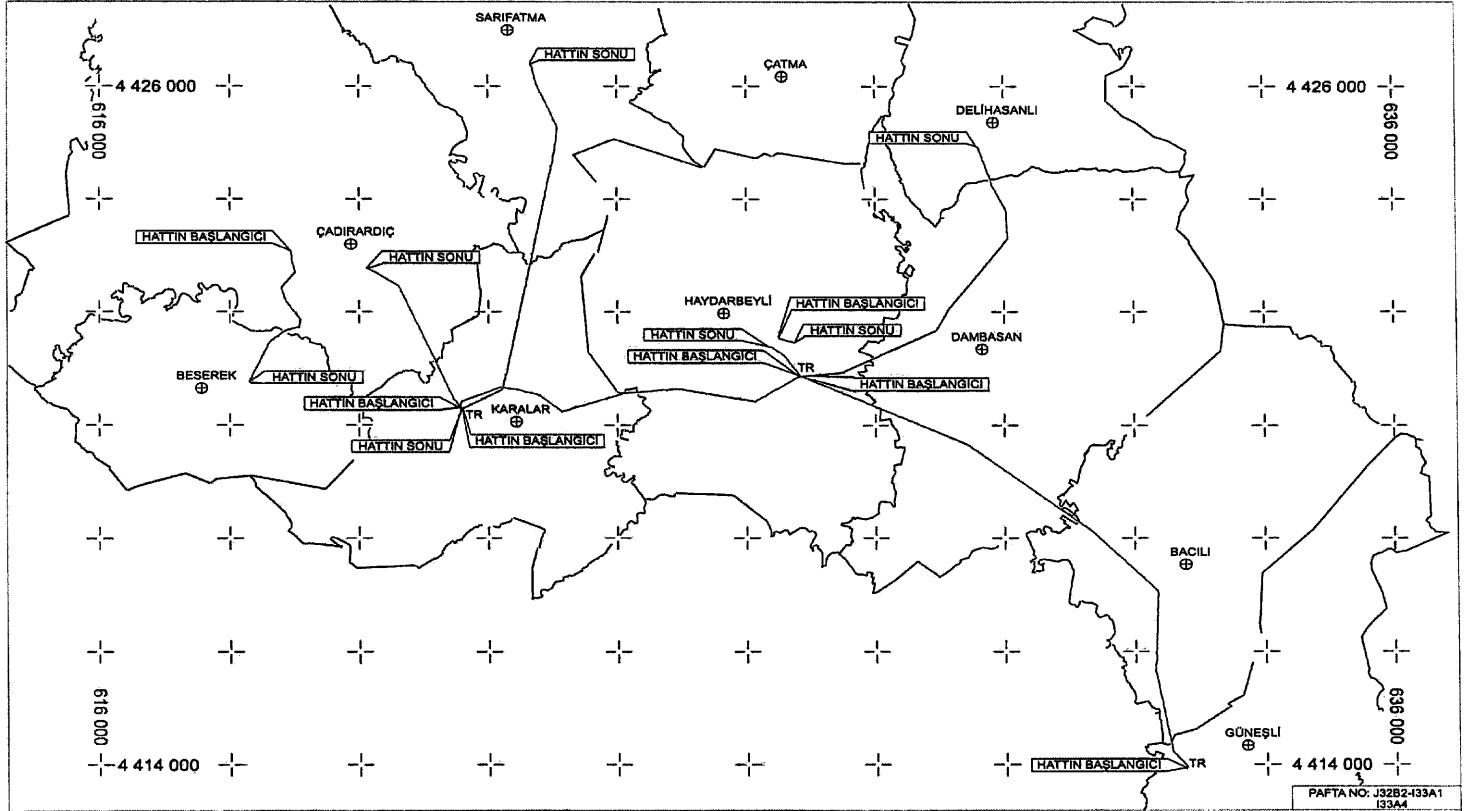 SARIFATMA
HATTIN SONU
ÇATMA
4 426 000
4 426 000
616 000
636 000
DELİHASANLI
HATTIN SONU
ÇADIRARDIÇ
HATTIN BAŞLANGICI
HATTIN SONU
HAYDARBEYLİ
HATTIN BAŞLANGICI
HATTIN SONU
HATTIN SONU
DAMBASAN
HATTIN BAŞLANGICI
TR
BESEREK
HATTIN SONU
HATTIN BAŞLANGICI
HATTIN BAŞLANGICI
TR
KARALAR
HATTIN SONU
HATTIN BAŞLANGICI
BACILI
616 000
636 000
GÜNEŞLİ
4 414 000
HATTIN BAŞLANGICI
TR
4 414 000
PAFTA NO: J32B2-I33A1
I33A4